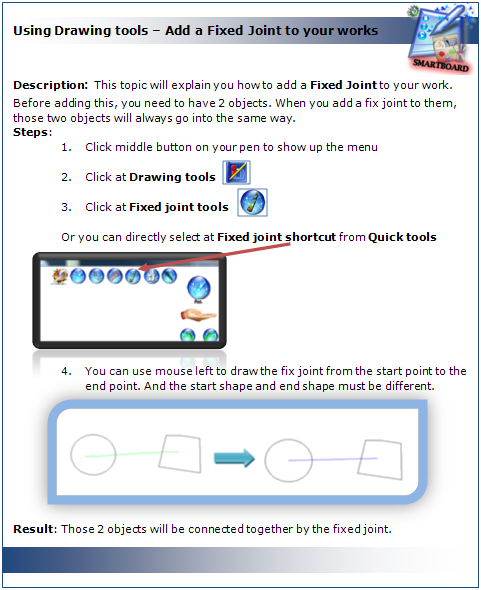 Using Drawing tools – Add a Fixed Joint to your works
SMARTBOARD
Description: This topic will explain you how to add a Fixed Joint to your work.
Before adding this, you need to have 2 objects. When you add a fix joint to them,
those two objects will always go into the same way.
Steps:
1. Click middle button on your pen to show up the menu
2. Click at Drawing tools
3. Click at Fixed joint tools
Or you can directly select at Fixed joint shortcut from Quick tools
4. You can use mouse left to draw the fix joint from the start point to the
end point. And the start shape and end shape must be different.
Result: Those 2 objects will be connected together by the fixed joint.